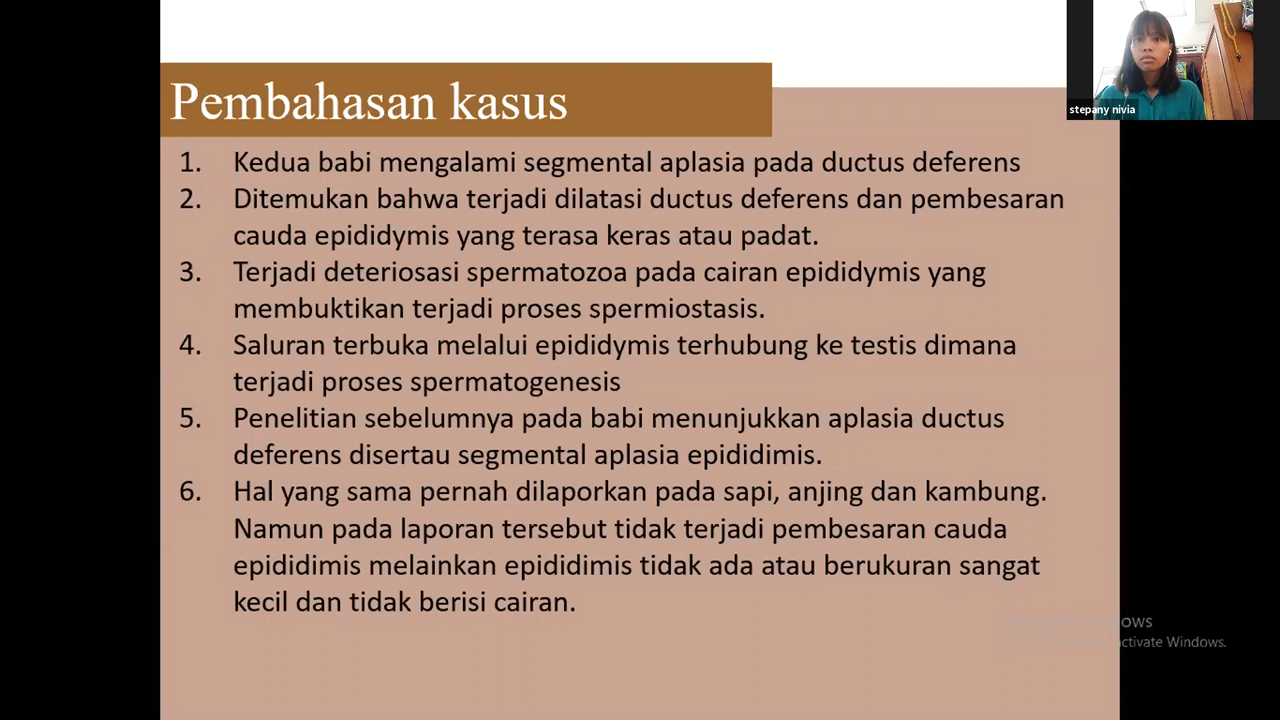 Pembahasan kasus
stepany nivia
1. Kedua babi mengalami segmental aplasia pada ductus deferens
2. Ditemukan bahwa terjadi dilatasi ductus deferens dan pembesaran
cauda epididymis yang terasa keras atau padat.
3. Terjadi deteriosasi spermatozoa pada cairan epididymis yang
membuktikan terjadi proses spermiostasis.
4. Saluran terbuka melalui epididymis terhubung ke testis dimana
terjadi proses spermatogenesis
5. Penelitian sebelumnya pada babi menunjukkan aplasia ductus
deferens disertau segmental aplasia epididimis.
6. Hal yang sama pernah dilaporkan pada sapi, anjing dan kambung.
Namun pada laporan tersebut tidak terjadi pembesaran cauda
epididimis melainkan epididimis tidak ada atau berukuran sangat
kecil dan tidak berisi cairan.
ows
ctivate Windows.